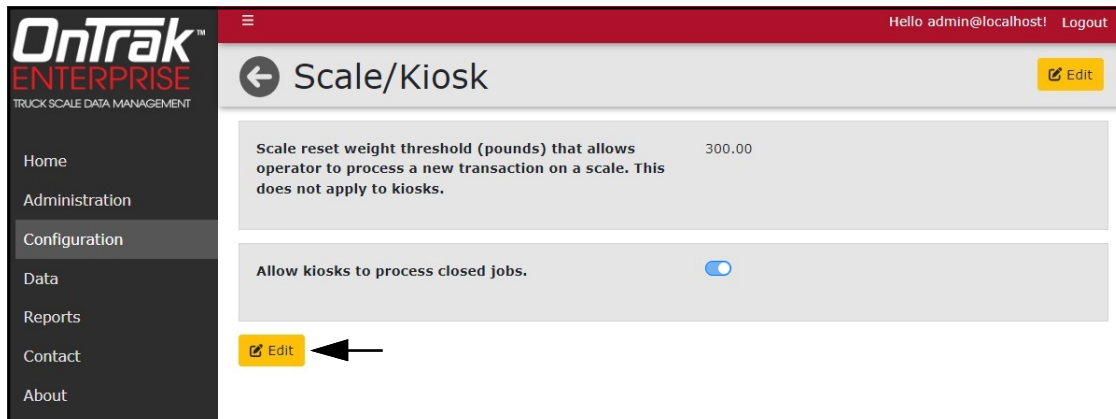 OnTrak™
ENTERPRISE
TRUCK SCALE DATA MANAGEMENT
Home
Administration
Configuration
Data
Reports
Contact
About
Hello admin@localhost! Logout
Scale/Kiosk
Edit
Scale reset weight threshold (pounds) that allows 300.00
operator to process a new transaction on a scale. This
does not apply to kiosks.
Allow kiosks to process closed jobs.
Edit